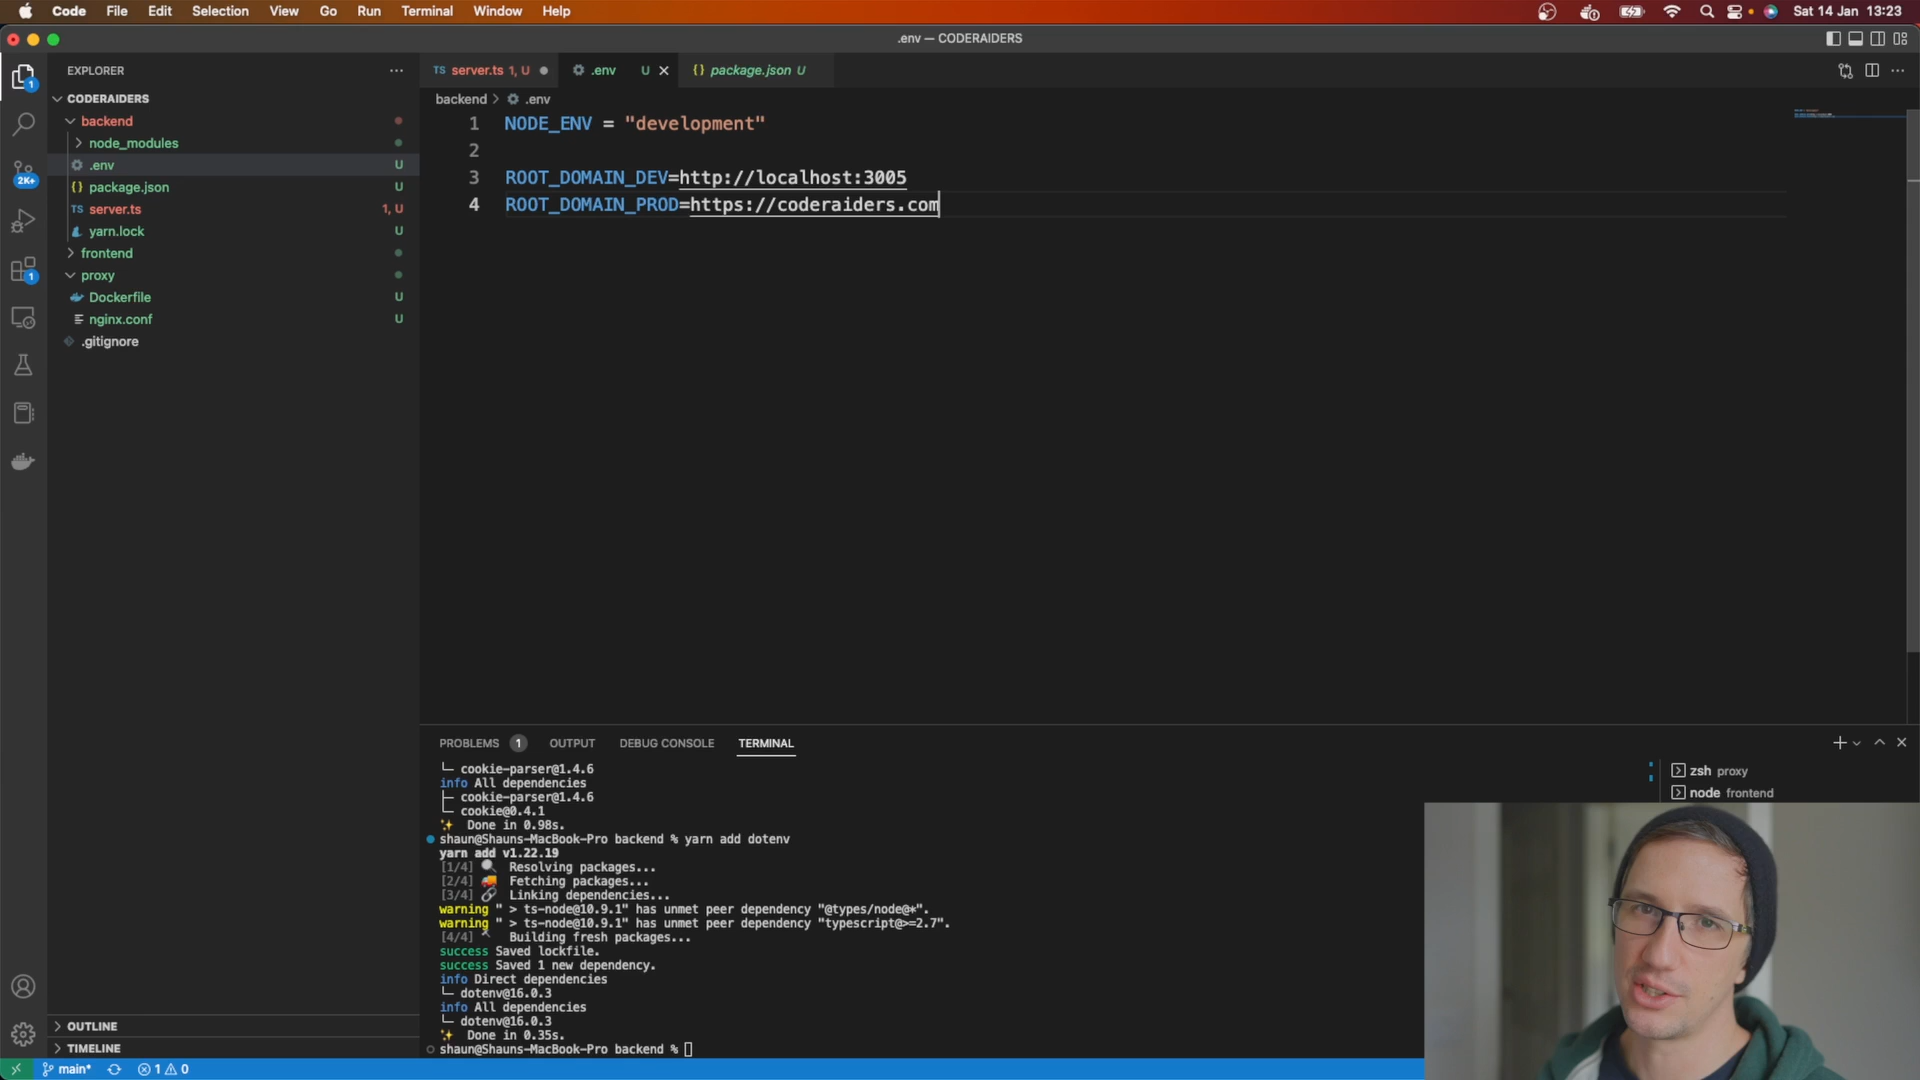 Code File Edit Selection View Go Run Terminal Window Help
Sat 14 Jan 13:23
.env — CODERAIDERS
EXPLORER
TS server.ts 1, U
.env U
{} package.json U
CODERAIDERS
backend
node_modules
.env U
{} package.json U
TS server.ts 1, U
yarn.lock U
frontend
proxy
Dockerfile U
nginx.conf U
.gitignore
OUTLINE
TIMELINE
1
2K+
1
backend > .env
1 NODE_ENV = "development"
2
3 ROOT_DOMAIN_DEV=http://localhost:3005
4 ROOT_DOMAIN_PROD=https://coderaiders.com
PROBLEMS 1 OUTPUT DEBUG CONSOLE TERMINAL
└─ cookie-parser@1.4.6
info All dependencies
├─ cookie-parser@1.4.6
└─ cookie@0.4.1
✨ Done in 0.98s.
shaun@Shauns-MacBook-Pro backend % yarn add dotenv
yarn add v1.22.19
[1/4] 🔍 Resolving packages...
[2/4] 🚚 Fetching packages...
[3/4] 🔗 Linking dependencies...
warning " > ts-node@10.9.1" has unmet peer dependency "@types/node@*".
warning " > ts-node@10.9.1" has unmet peer dependency "typescript@>=2.7".
[4/4] 🔨 Building fresh packages...
success Saved lockfile.
success Saved 1 new dependency.
info Direct dependencies
└─ dotenv@16.0.3
info All dependencies
└─ dotenv@16.0.3
✨ Done in 0.35s.
shaun@Shauns-MacBook-Pro backend %
zsh proxy
node frontend
main* 1 0